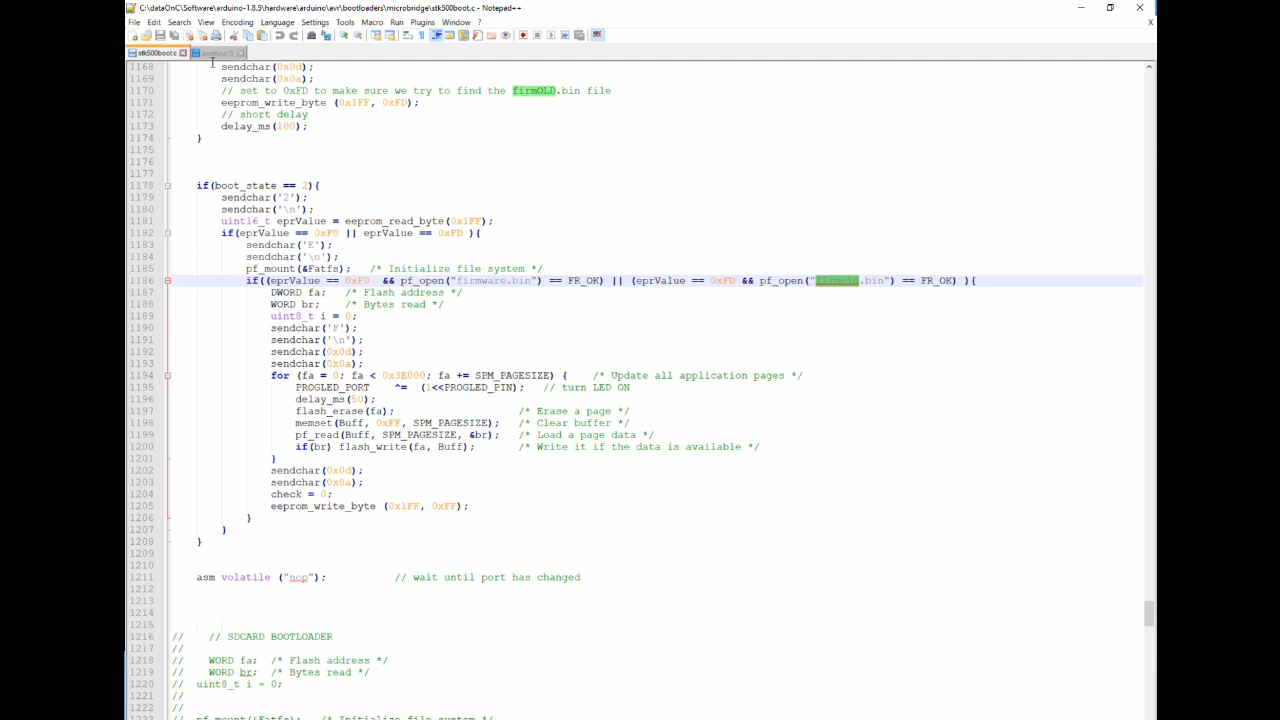 C:\dataOnC\Software\arduino-1.8.5\hardware\arduino\avr\bootloaders\microbridge\stk500boot.c - Notepad++
File Edit Search View Encoding Language Settings Tools Macro Run Plugins Window ?
X
stk500boot.c
1168 sendchar(0x0d);
1169 sendchar(0x0a);
1170 // set to 0xFD to make sure we try to find the firmOLD.bin file
1171 eeprom_write_byte (0x1FF, 0xFD);
1172 // short delay
1173 delay_ms(100);
1174 }
1175
1176
1177
1178 if(boot_state == 2){
1179 sendchar('2');
1180 sendchar('\n');
1181 uint16_t eprValue = eeprom_read_byte(0x1FF);
1182 if(eprValue == 0xF0 || eprValue == 0xFD ){
1183 sendchar('E');
1184 sendchar('\n');
1185 pf_mount(&Fatfs); /* Initialize file system */
1186 if((eprValue == 0xF0 && pf_open("firmware.bin") == FR_OK) || (eprValue == 0xFD && pf_open("firmold.bin") == FR_OK) ){
1187 DWORD fa; /* Flash address */
1188 WORD br; /* Bytes read */
1189 uint8_t i = 0;
1190 sendchar('F');
1191 sendchar('\n');
1192 sendchar(0x0d);
1193 sendchar(0x0a);
1194 for (fa = 0; fa < 0x3E000; fa += SPM_PAGESIZE) { /* Update all application pages */
1195 PROGLED_PORT ^= (1<<PROGLED_PIN); // turn LED ON
1196 delay_ms(50);
1197 flash_erase(fa); /* Erase a page */
1198 memset(Buff, 0xFF, SPM_PAGESIZE); /* Clear buffer */
1199 pf_read(Buff, SPM_PAGESIZE, &br); /* Load a page data */
1200 if(br) flash_write(fa, Buff); /* Write it if the data is available */
1201 }
1202 sendchar(0x0d);
1203 sendchar(0x0a);
1204 check = 0;
1205 eeprom_write_byte (0x1FF, 0xFF);
1206 }
1207 }
1208 }
1209
1210
1211 asm volatile ("nop"); // wait until port has changed
1212
1213
1214
1215
1216 // // SDCARD BOOTLOADER
1217 //
1218 // WORD fa; /* Flash address */
1219 // WORD br; /* Bytes read */
1220 // uint8_t i = 0;
1221 //
1222 //
1223 // pf_mount(&Fatfs); /* Initialize file system */